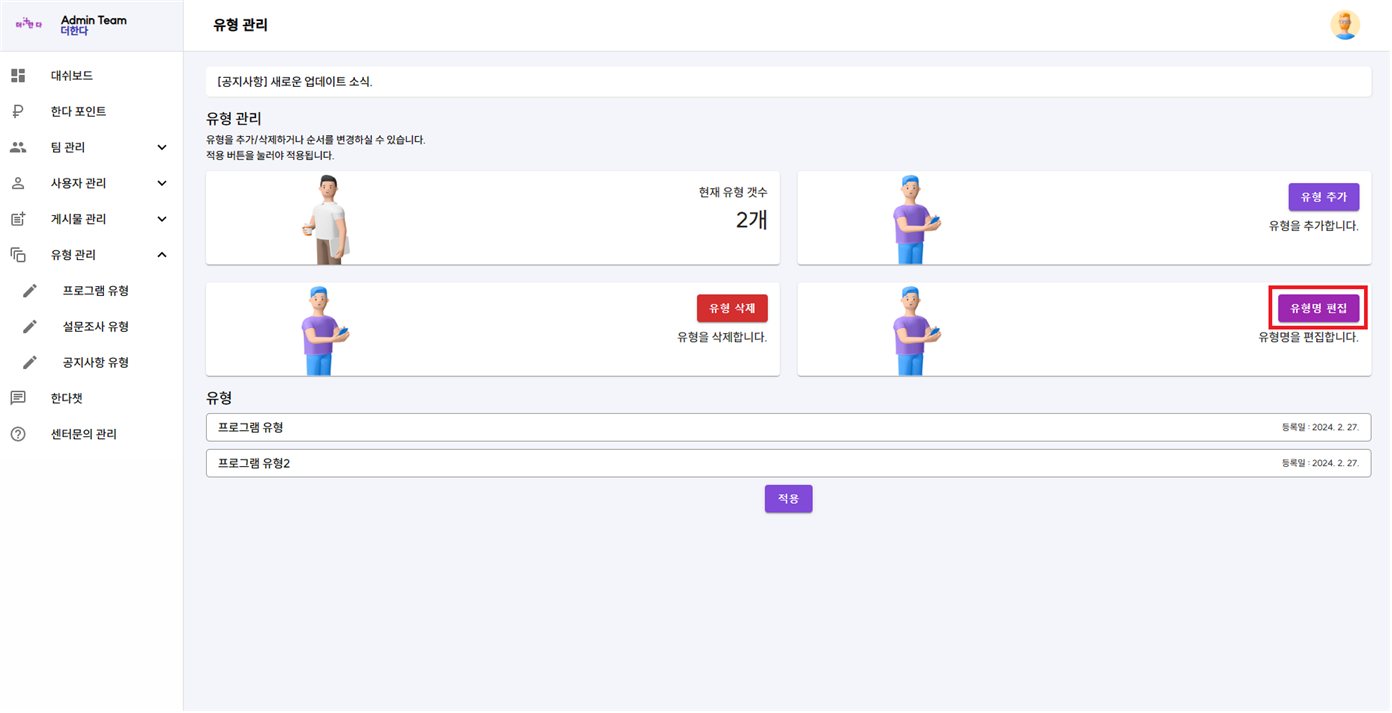 더한다
Admin Team
더한다
유형 관리
대쉬보드
한다 포인트
팀 관리
사용자 관리
게시물 관리
유형 관리
프로그램 유형
설문조사 유형
공지사항 유형
한다챗
센터문의 관리
[공지사항] 새로운 업데이트 소식.
유형 관리
유형을 추가/삭제하거나 순서를 변경하실 수 있습니다.
적용 버튼을 눌러야 적용됩니다.
현재 유형 갯수
2개
유형 추가
유형을 추가합니다.
유형 삭제
유형을 삭제합니다.
유형명 편집
유형명을 편집합니다.
유형
프로그램 유형 등록일 : 2024. 2. 27.
프로그램 유형2 등록일 : 2024. 2. 27.
적용